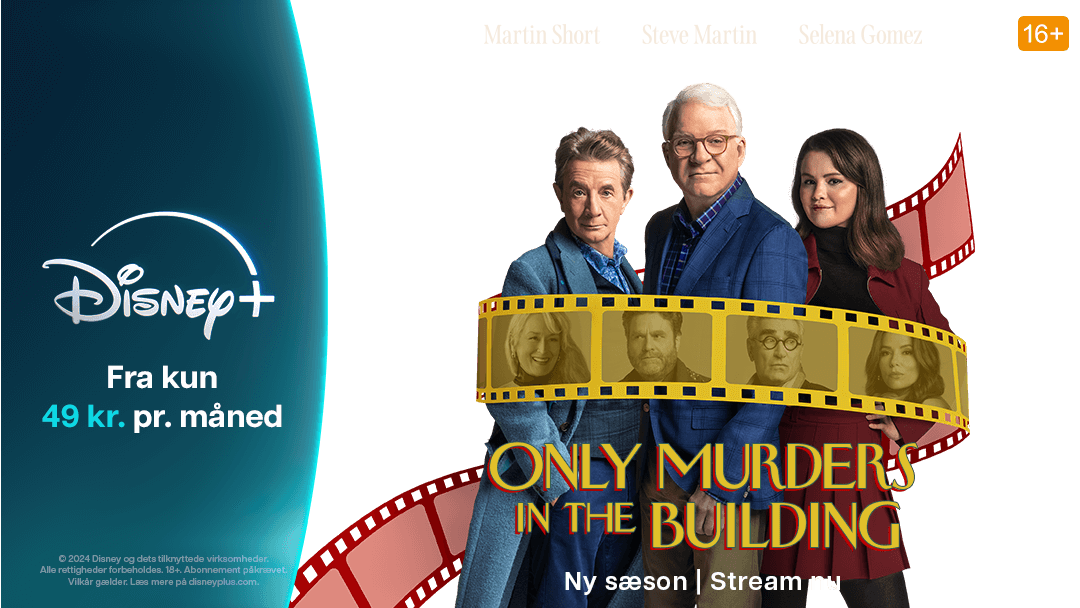 Martin Short Steve Martin Selena Gomez
16+
Disney+
Fra kun
49 kr. pr. måned
© 2024 Disney og dets tilknyttede virksomheder.
Alle rettigheder forbeholdes. 18+. Abonnement påkrævet.
Vilkår gælder. Læs mere på disneyplus.com.
ONLY MURDERS
IN THE BUILDING
Ny sæson | Stream nu